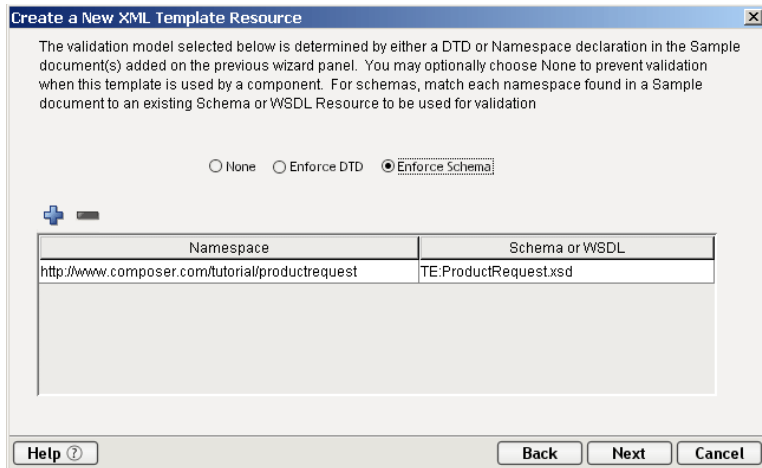 Create a New XML Template Resource
The validation model selected below is determined by either a DTD or Namespace declaration in the Sample
document(s) added on the previous wizard panel.  You may optionally choose None to prevent validation
when this template is used by a component.  For schemas, match each namespace found in a Sample
document to an existing Schema or WSDL Resource to be used for validation
None Enforce DTD Enforce Schema
Namespace Schema or WSDL
http://www.composer.com/tutorial/productrequest TE:ProductRequest.xsd
Help ? Back Next Cancel